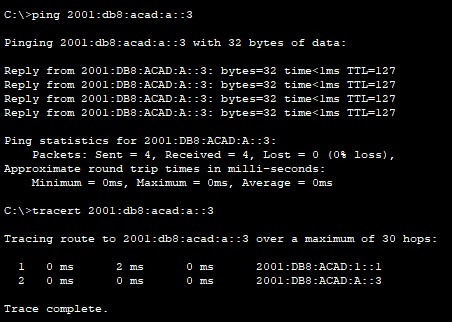 C:\>ping 2001:db8:acad:a::3
Pinging 2001:db8:acad:a::3 with 32 bytes of data:
Reply from 2001:DB8:ACAD:A::3: bytes=32 time<1ms TTL=127
Reply from 2001:DB8:ACAD:A::3: bytes=32 time<1ms TTL=127
Reply from 2001:DB8:ACAD:A::3: bytes=32 time<1ms TTL=127
Reply from 2001:DB8:ACAD:A::3: bytes=32 time<1ms TTL=127
Ping statistics for 2001:DB8:ACAD:A::3:
Packets: Sent = 4, Received = 4, Lost = 0 (0% loss),
Approximate round trip times in milli-seconds:
Minimum = 0ms, Maximum = 0ms, Average = 0ms
C:\>tracert 2001:db8:acad:a::3
Tracing route to 2001:db8:acad:a::3 over a maximum of 30 hops:
1 0 ms 2 ms 0 ms 2001:DB8:ACAD:1::1
2 0 ms 0 ms 0 ms 2001:DB8:ACAD:A::3
Trace complete.